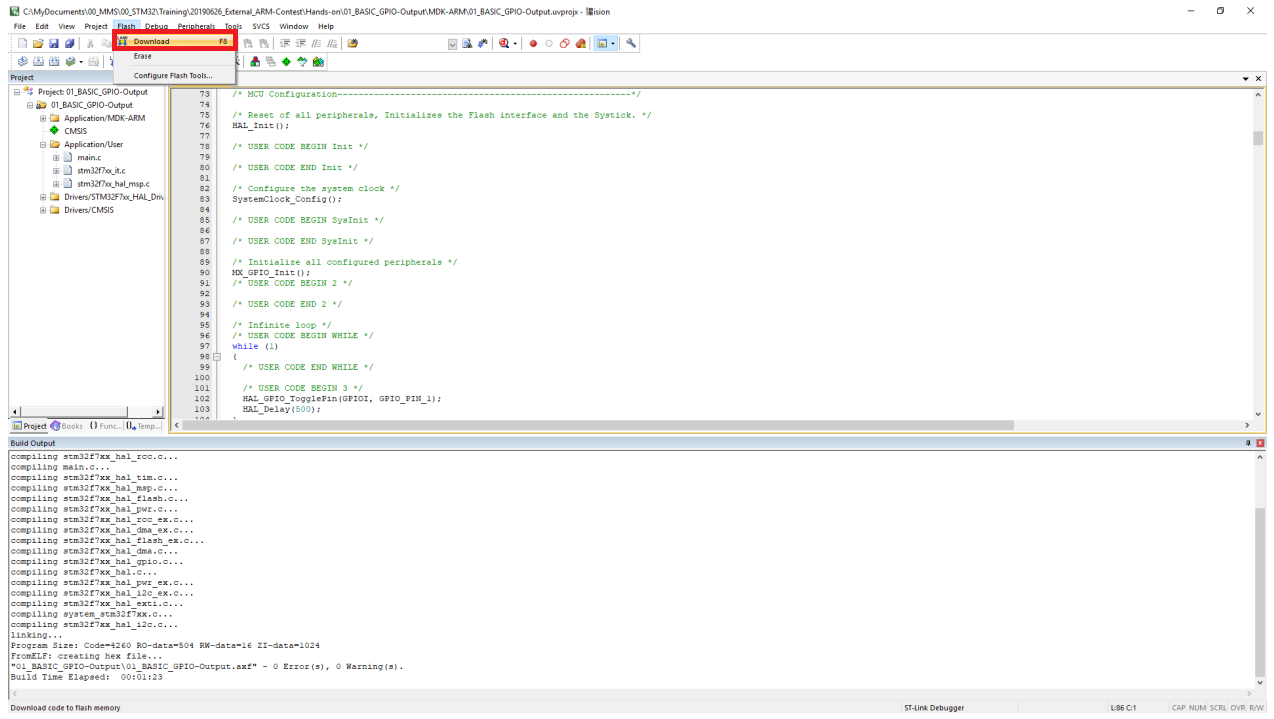 C:\MyDocuments\00_MMS\00_STM32\Training\20190626_External_ARM-Contest\Hands-on\01_BASIC_GPIO-Output\MDK-ARM\01_BASIC_GPIO-Output.uvprojx - 碌ision
File Edit View Project Flash Debug Peripherals Tools SVCS Window Help
Download F8
Erase
Configure Flash Tools...
Project
Project: 01_BASIC_GPIO-Output
01_BASIC_GPIO-Output
Application/MDK-ARM
CMSIS
Application/User
main.c
stm32f7xx_it.c
stm32f7xx_hal_msp.c
Drivers/STM32F7xx_HAL_Driv
Drivers/CMSIS
Project Books {} Func... Temp...
73 /* MCU Configuration--------------------------------------------------------*/
74
75 /* Reset of all peripherals, Initializes the Flash interface and the Systick. */
76 HAL_Init();
77
78 /* USER CODE BEGIN Init */
79
80 /* USER CODE END Init */
81
82 /* Configure the system clock */
83 SystemClock_Config();
84
85 /* USER CODE BEGIN SysInit */
86
87 /* USER CODE END SysInit */
88
89 /* Initialize all configured peripherals */
90 MX_GPIO_Init();
91 /* USER CODE BEGIN 2 */
92
93 /* USER CODE END 2 */
94
95 /* Infinite loop */
96 /* USER CODE BEGIN WHILE */
97 while (1)
98 {
99 /* USER CODE END WHILE */
100
101 /* USER CODE BEGIN 3 */
102 HAL_GPIO_TogglePin(GPIOI, GPIO_PIN_1);
103 HAL_Delay(500);
Build Output
compiling stm32f7xx_hal_rcc.c...
compiling main.c...
compiling stm32f7xx_hal_tim.c...
compiling stm32f7xx_hal_msp.c...
compiling stm32f7xx_hal_flash.c...
compiling stm32f7xx_hal_pwr.c...
compiling stm32f7xx_hal_rcc_ex.c...
compiling stm32f7xx_hal_dma_ex.c...
compiling stm32f7xx_hal_flash_ex.c...
compiling stm32f7xx_hal_dma.c...
compiling stm32f7xx_hal_gpio.c...
compiling stm32f7xx_hal.c...
compiling stm32f7xx_hal_pwr_ex.c...
compiling stm32f7xx_hal_i2c_ex.c...
compiling stm32f7xx_hal_exti.c...
compiling system_stm32f7xx.c...
compiling stm32f7xx_hal_i2c.c...
linking...
Program Size: Code=4260 RO-data=504 RW-data=16 ZI-data=1024
FromELF: creating hex file...
"01_BASIC_GPIO-Output\01_BASIC_GPIO-Output.axf" - 0 Error(s), 0 Warning(s).
Build Time Elapsed: 00:01:23
Download code to flash memory ST-Link Debugger L:86 C:1 CAP NUM SCRL OVR R/W